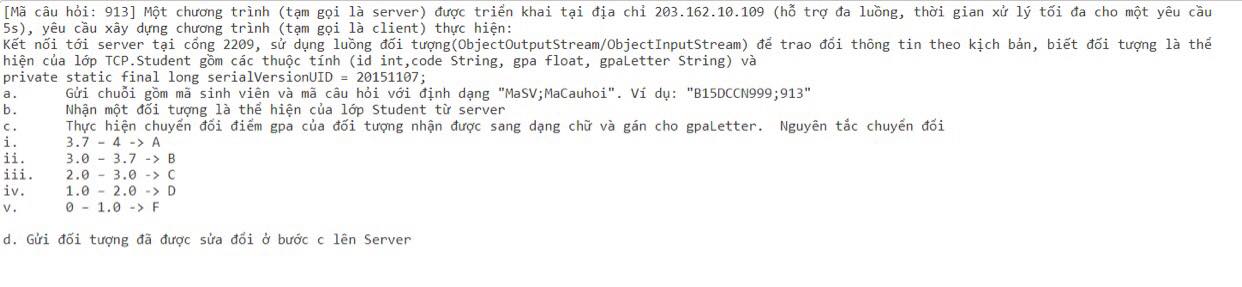 [Mã câu hỏi: 913] Một chương trình (tạm gọi là server) được triển khai tại địa chỉ 203.162.10.109 (hỗ trợ đa luồng, thời gian xử lý tối đa cho một yêu cầu
5s), yêu cầu xây dựng chương trình (tạm gọi là client) thực hiện:
Kết nối tới server tại cổng 2209, sử dụng luồng đối tượng(ObjectOutputStream/ObjectInputStream) để trao đổi thông tin theo kịch bản, biết đối tượng là thể
hiện của lớp TCP.Student gồm các thuộc tính (id int,code String, gpa float, gpaLetter String) và
private static final long serialVersionUID = 20151107;
a. Gửi chuỗi gồm mã sinh viên và mã câu hỏi với định dạng "MaSV;MaCauhoi". Ví dụ: "B15DCCN999;913"
b. Nhận một đối tượng là thể hiện của lớp Student từ server
c. Thực hiện chuyển đổi điểm gpa của đối tượng nhận được sang dạng chữ và gán cho gpaLetter. Nguyên tắc chuyển đổi
i. 3.7 – 4 -> A
ii. 3.0 – 3.7 -> B
iii. 2.0 – 3.0 -> C
iv. 1.0 – 2.0 -> D
v. 0 – 1.0 -> F
d. Gửi đối tượng đã được sửa đổi ở bước c lên Server